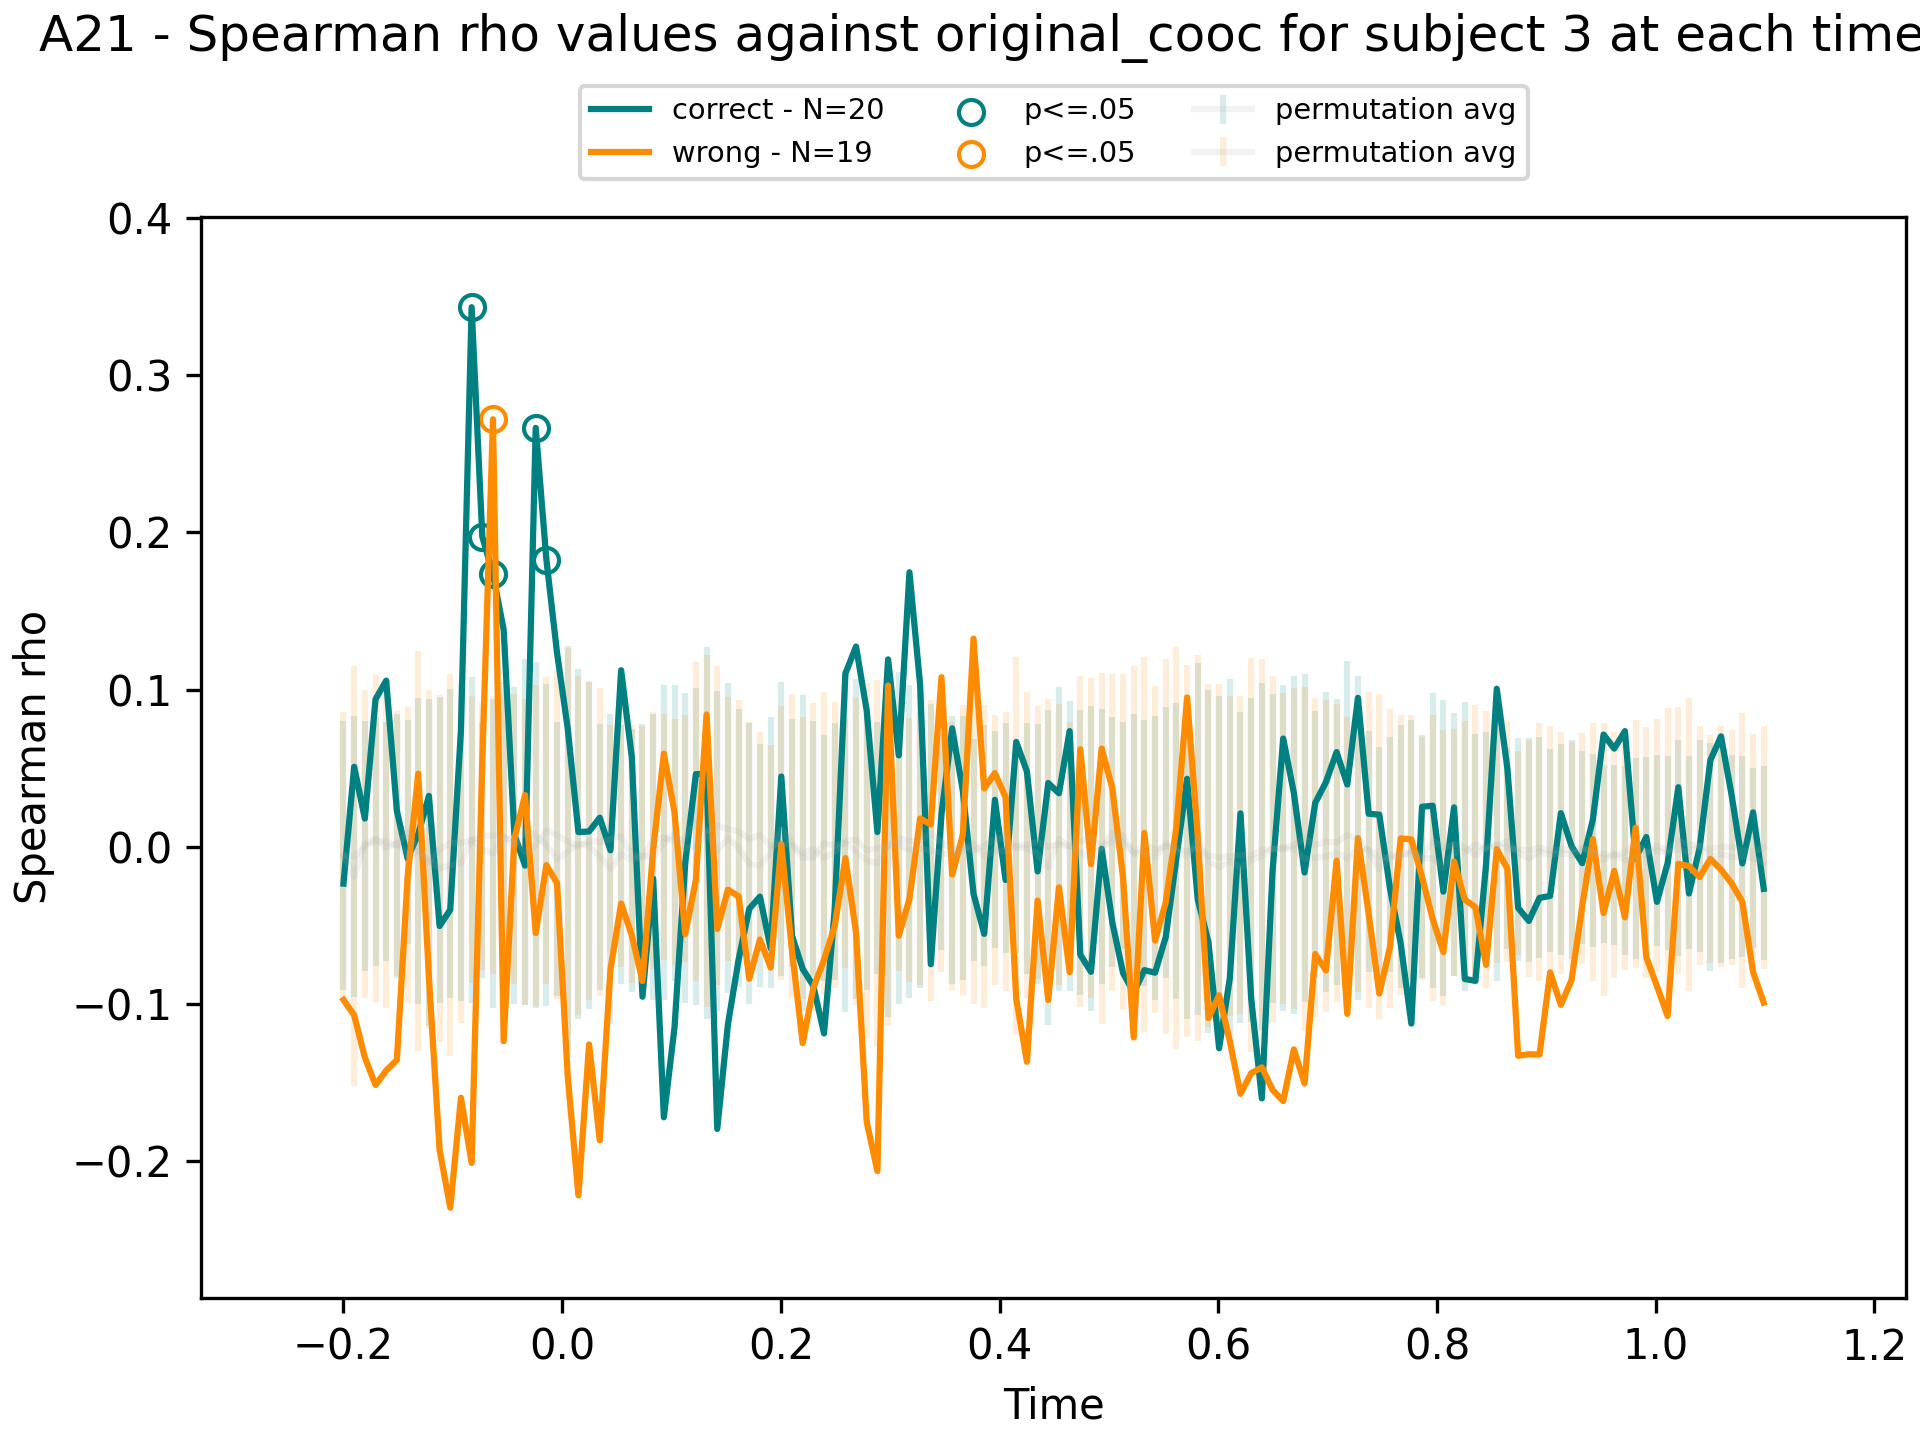 A21 - Spearman rho values against original_cooc for subject 3 at each time
correct - N=20
wrong - N=19
p<=.05
p<=.05
permutation avg
permutation avg
0.4
0.3
0.2
0.1
0.0
−0.1
−0.2
Spearman rho
−0.2 0.0 0.2 0.4 0.6 0.8 1.0 1.2
Time